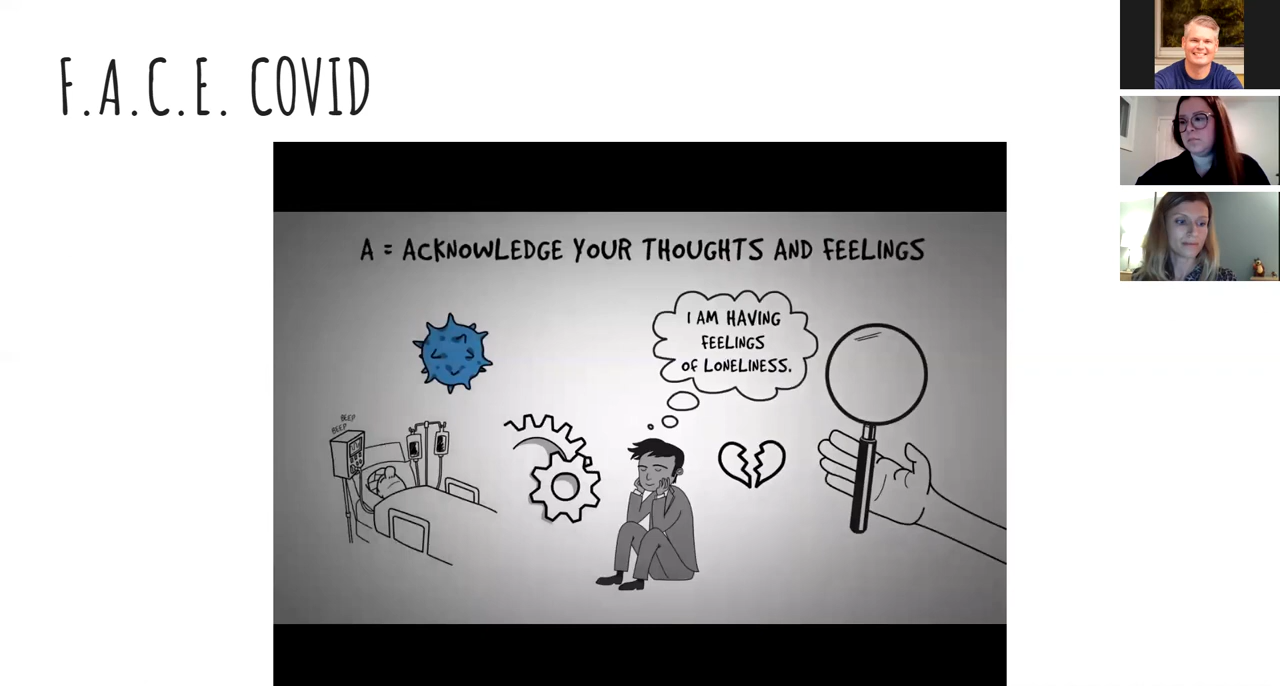 F.A.C.E. COVID
A = ACKNOWLEDGE YOUR THOUGHTS AND FEELINGS
I AM HAVING
FEELINGS
OF LONELINESS.
BEEP
BEEP